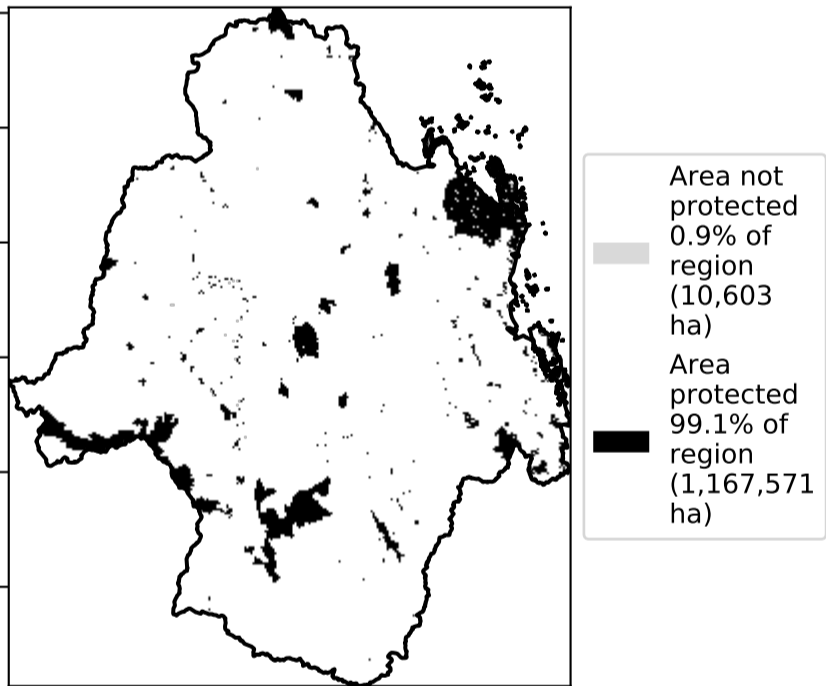 Area not
protected
0.9% of
region
(10,603
ha)
Area
protected
99.1% of
region
(1,167,571
ha)